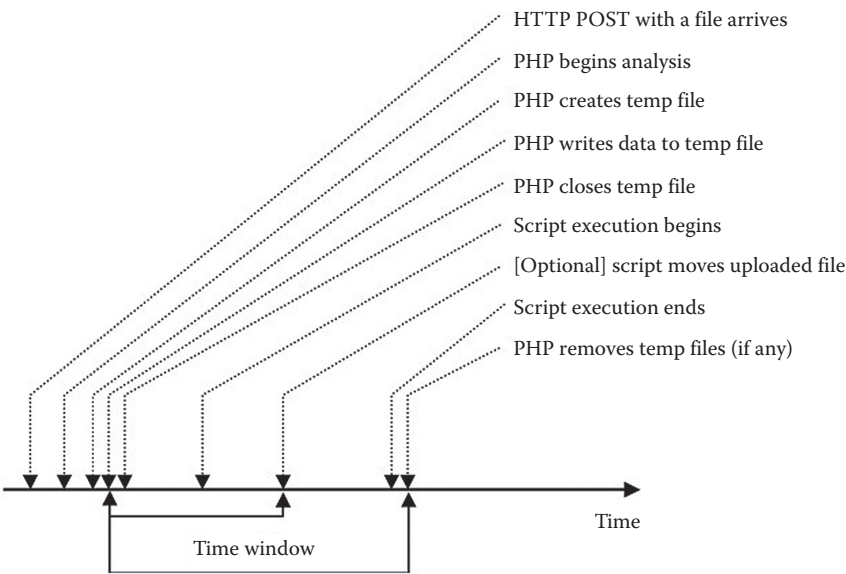 HTTP POST with a file arrives
PHP begins analysis
PHP creates temp file
PHP writes data to temp file
PHP closes temp file
Script execution begins
[Optional] script moves uploaded file
Script execution ends
PHP removes temp files (if any)
Time
Time window